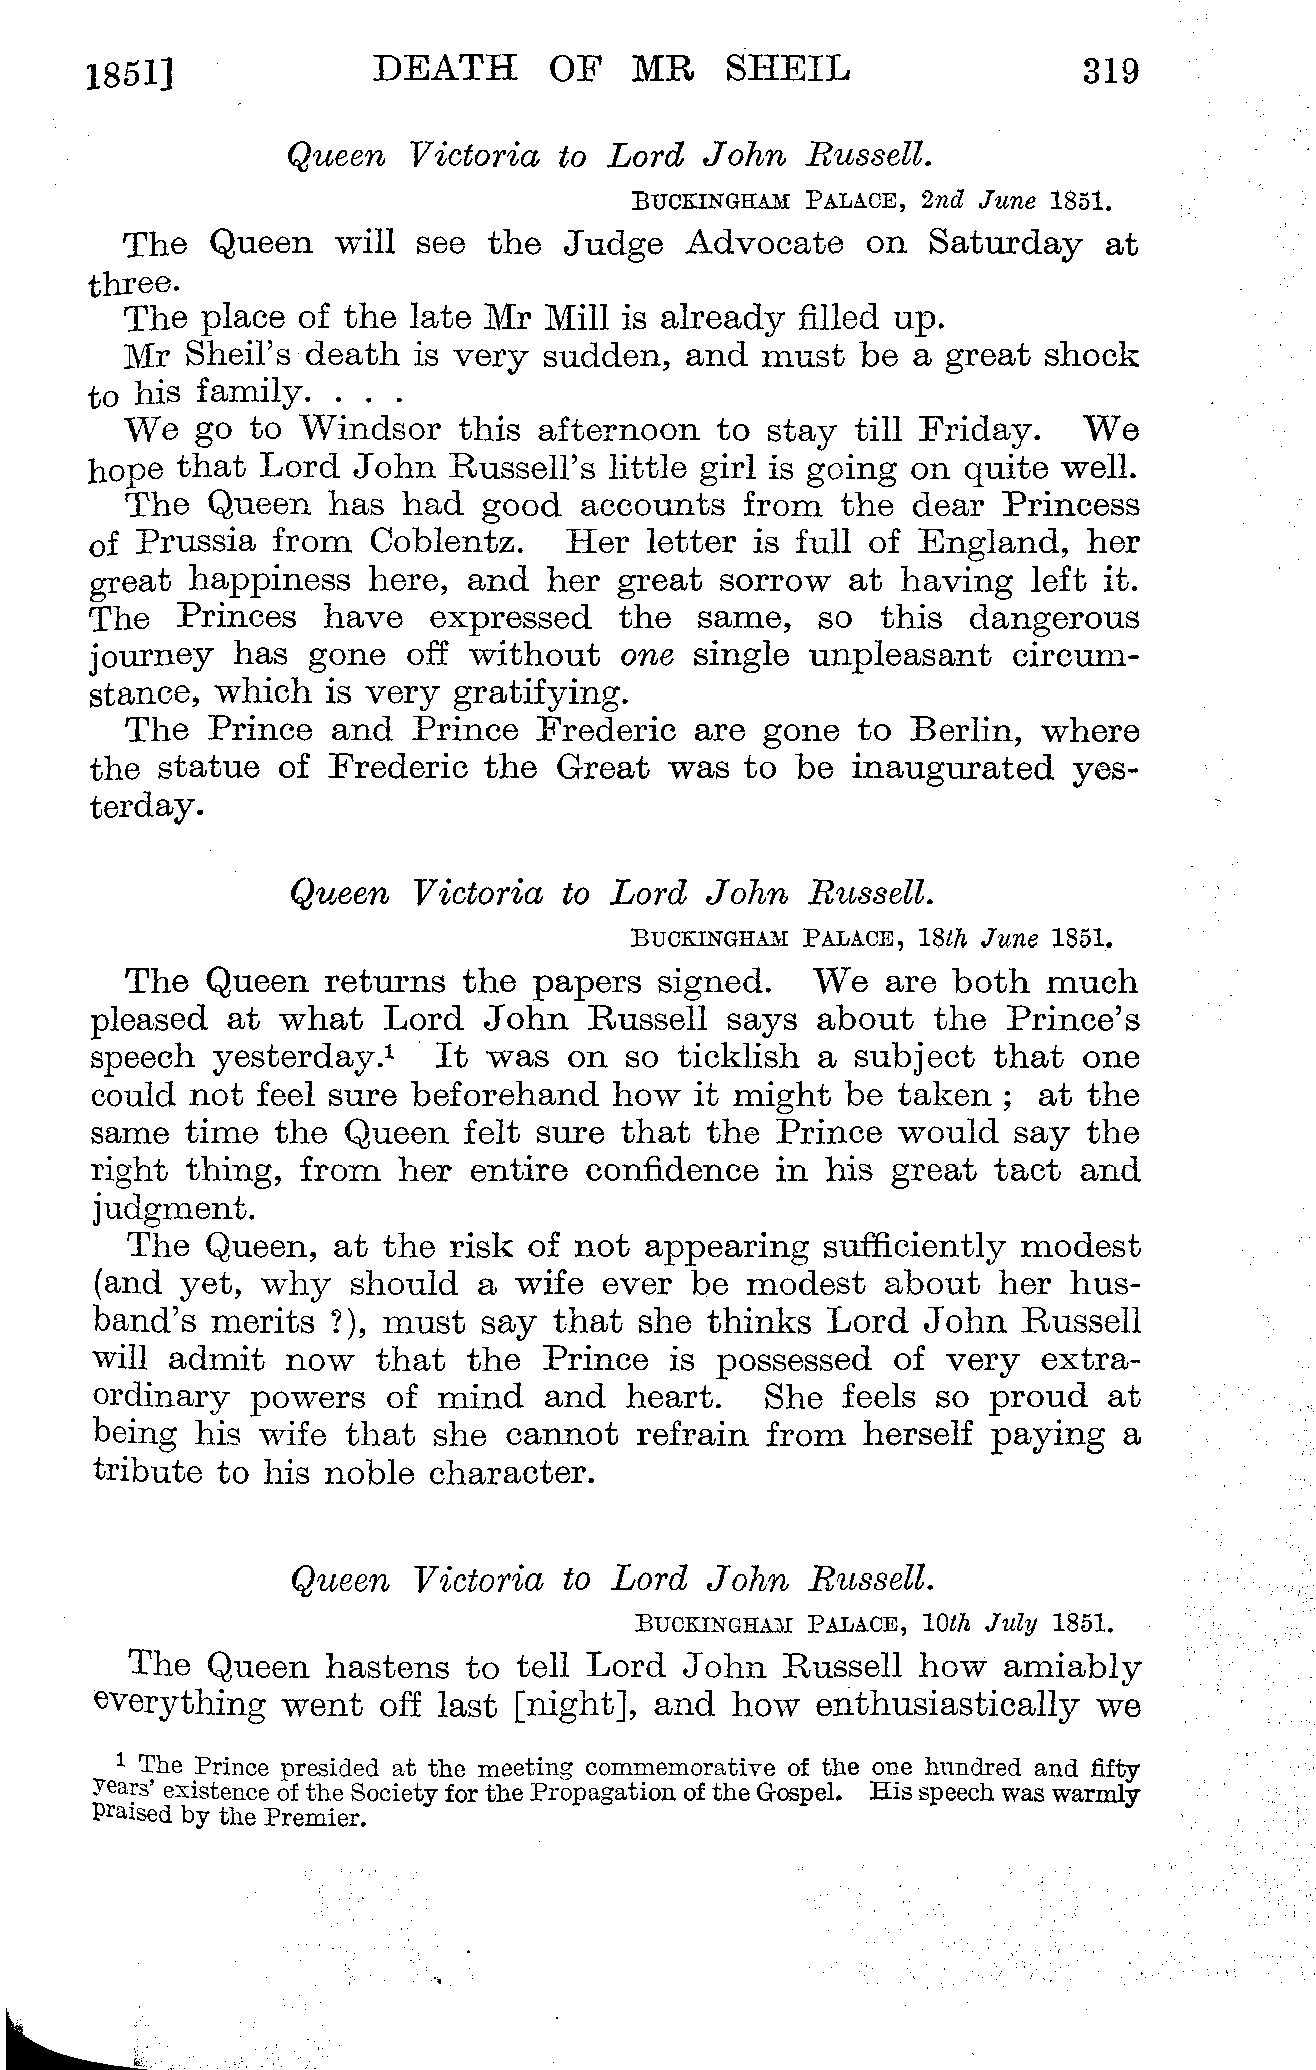 1851] DEATH OF MR SHEIL 319
Queen Victoria to Lord John Russell.
BUCKINGHAM PALACE, 2nd June 1851.
The Queen will see the Judge Advocate on Saturday at
three.
The place of the late Mr Mill is already filled up.
Mr Sheil's death is very sudden, and must be a great shock
to his family. . . .
We go to Windsor this afternoon to stay till Friday. We
hope that Lord John Russell's little girl is going on quite well.
The Queen has had good accounts from the dear Princess
of Prussia from Coblentz. Her letter is full of England, her
great happiness here, and her great sorrow at having left it.
The Princes have expressed the same, so this dangerous
journey has gone off without one single unpleasant circum-
stance, which is very gratifying.
The Prince and Prince Frederic are gone to Berlin, where
the statue of Frederic the Great was to be inaugurated yes-
terday.
Queen Victoria to Lord John Russell.
BUCKINGHAM PALACE, 18th June 1851.
The Queen returns the papers signed. We are both much
pleased at what Lord John Russell says about the Prince's
speech yesterday.¹ It was on so ticklish a subject that one
could not feel sure beforehand how it might be taken ; at the
same time the Queen felt sure that the Prince would say the
right thing, from her entire confidence in his great tact and
judgment.
The Queen, at the risk of not appearing sufficiently modest
(and yet, why should a wife ever be modest about her hus-
band's merits ?), must say that she thinks Lord John Russell
will admit now that the Prince is possessed of very extra-
ordinary powers of mind and heart. She feels so proud at
being his wife that she cannot refrain from herself paying a
tribute to his noble character.
Queen Victoria to Lord John Russell.
BUCKINGHAM PALACE, 10th July 1851.
The Queen hastens to tell Lord John Russell how amiably
everything went off last [night], and how enthusiastically we
¹ The Prince presided at the meeting commemorative of the one hundred and fifty
years' existence of the Society for the Propagation of the Gospel. His speech was warmly
praised by the Premier.